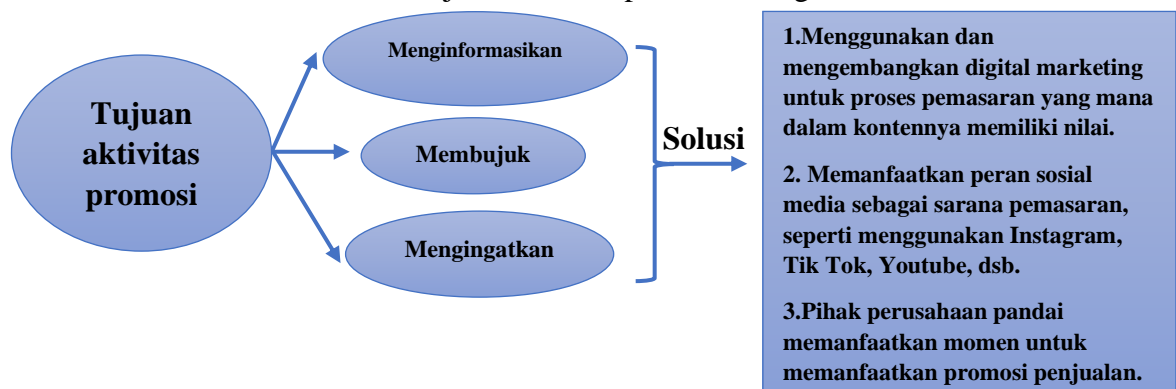 Tujuan
aktivitas
promosi
Menginformasikan
Membujuk
Mengingatkan
Solusi
1.Menggunakan dan
mengembangkan digital marketing
untuk proses pemasaran yang mana
dalam kontennya memiliki nilai.
2. Memanfaatkan peran sosial
media sebagai sarana pemasaran,
seperti menggunakan Instagram,
Tik Tok, Youtube, dsb.
3.Pihak perusahaan pandai
memanfaatkan momen untuk
memanfaatkan promosi penjualan.